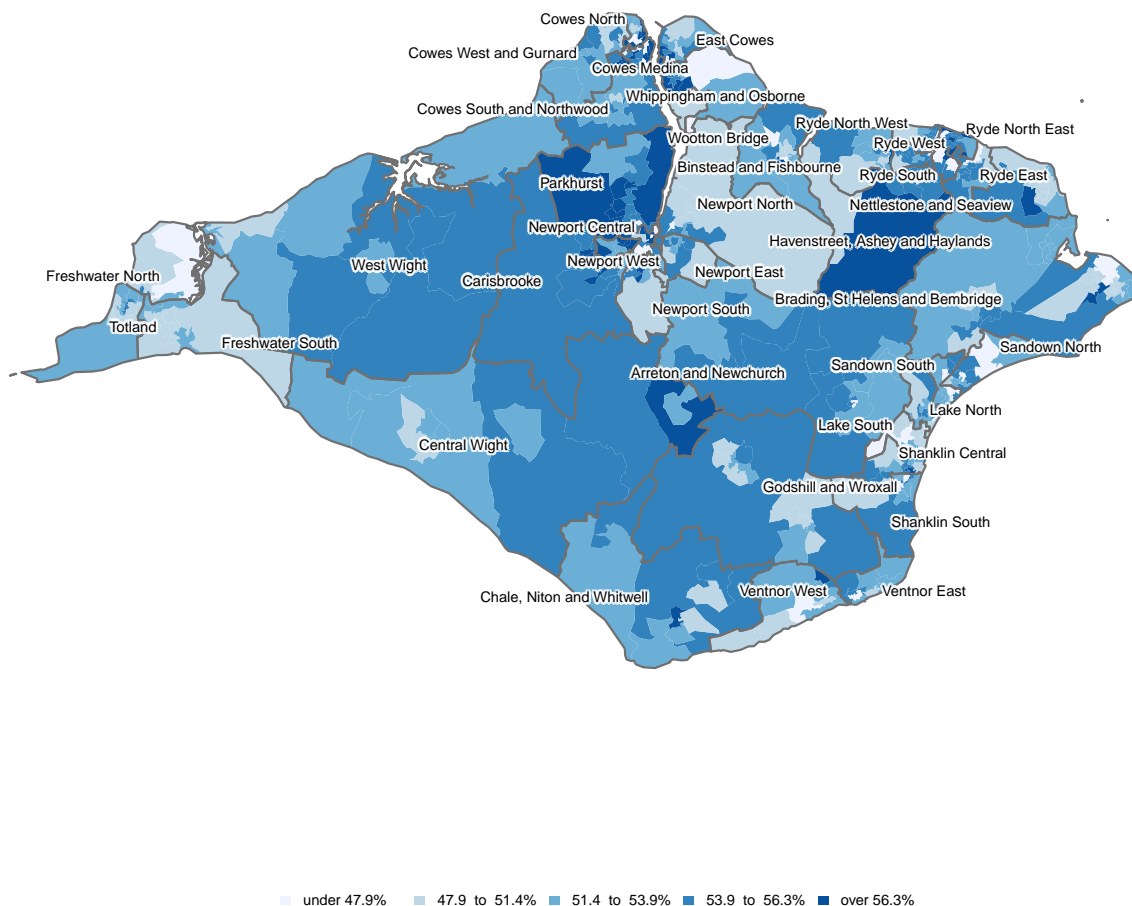 Cowes North
East Cowes
Cowes West and Gurnard
Cowes Medina
Whippingham and Osborne
Cowes South and Northwood
Ryde North West
Ryde North East
Wootton Bridge
Ryde West
Binstead and Fishbourne
Ryde South
Ryde East
Parkhurst
Newport North
Nettlestone and Seaview
Newport Central
Havenstreet, Ashey and Haylands
West Wight
Newport West
Freshwater North
Newport East
Carisbrooke
Brading, St Helens and Bembridge
Newport South
Totland
Freshwater South
Sandown North
Arreton and Newchurch
Sandown South
Lake North
Lake South
Central Wight
Shanklin Central
Godshill and Wroxall
Shanklin South
Chale, Niton and Whitwell
Ventnor West
Ventnor East
under 47.9% 47.9 to 51.4% 51.4 to 53.9% 53.9 to 56.3% over 56.3%